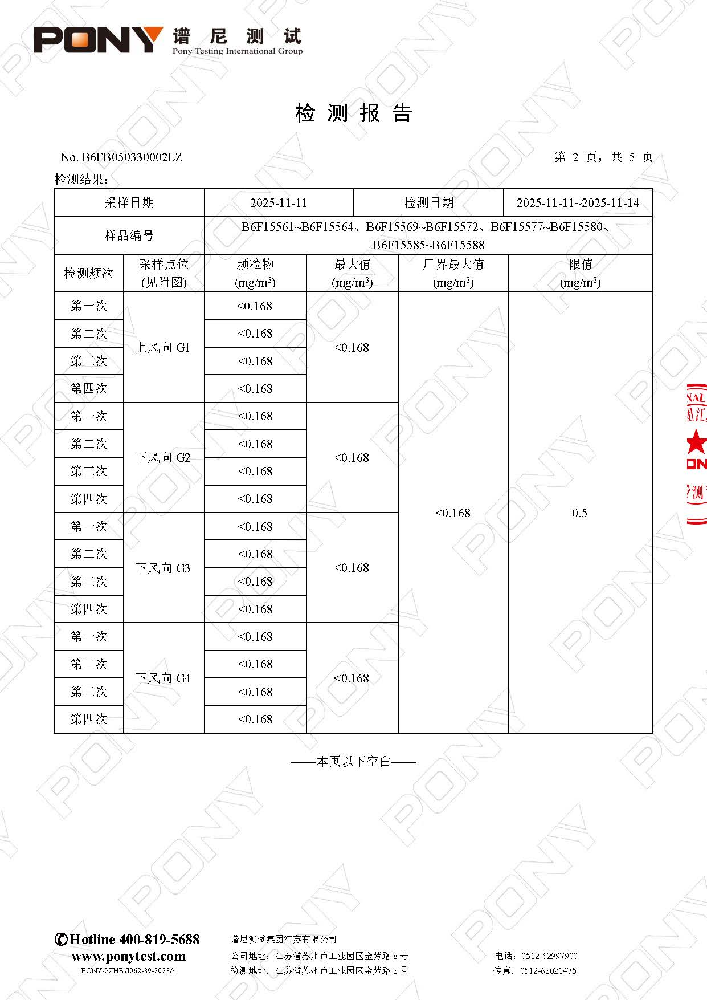 PONY 谱尼测试
Pony Testing International Group
检测报告
No. B6FB050330002LZ 第 2 页，共 5 页
检测结果：
采样日期 2025-11-11 检测日期 2025-11-11~2025-11-14
样品编号 B6F15561~B6F15564、B6F15569~B6F15572、B6F15577~B6F15580、
B6F15585~B6F15588
检测频次 采样点位 颗粒物 最大值 厂界最大值 限值
(见附图) (mg/m³) (mg/m³) (mg/m³) (mg/m³)
第一次 <0.168
第二次 <0.168
上风向 G1 <0.168
第三次 <0.168
第四次 <0.168
第一次 <0.168
第二次 <0.168
下风向 G2 <0.168
第三次 <0.168
第四次 <0.168
<0.168 0.5
第一次 <0.168
第二次 <0.168
下风向 G3 <0.168
第三次 <0.168
第四次 <0.168
第一次 <0.168
第二次 <0.168
下风向 G4 <0.168
第三次 <0.168
第四次 <0.168
——本页以下空白——
Hotline 400-819-5688 谱尼测试集团江苏有限公司
www.ponytest.com 公司地址：江苏省苏州市工业园区金芳路 8 号 电话：0512-62997900
PONY-SZHBG062-39-2023A 检测地址：江苏省苏州市工业园区金芳路 8 号 传真：0512-68021475